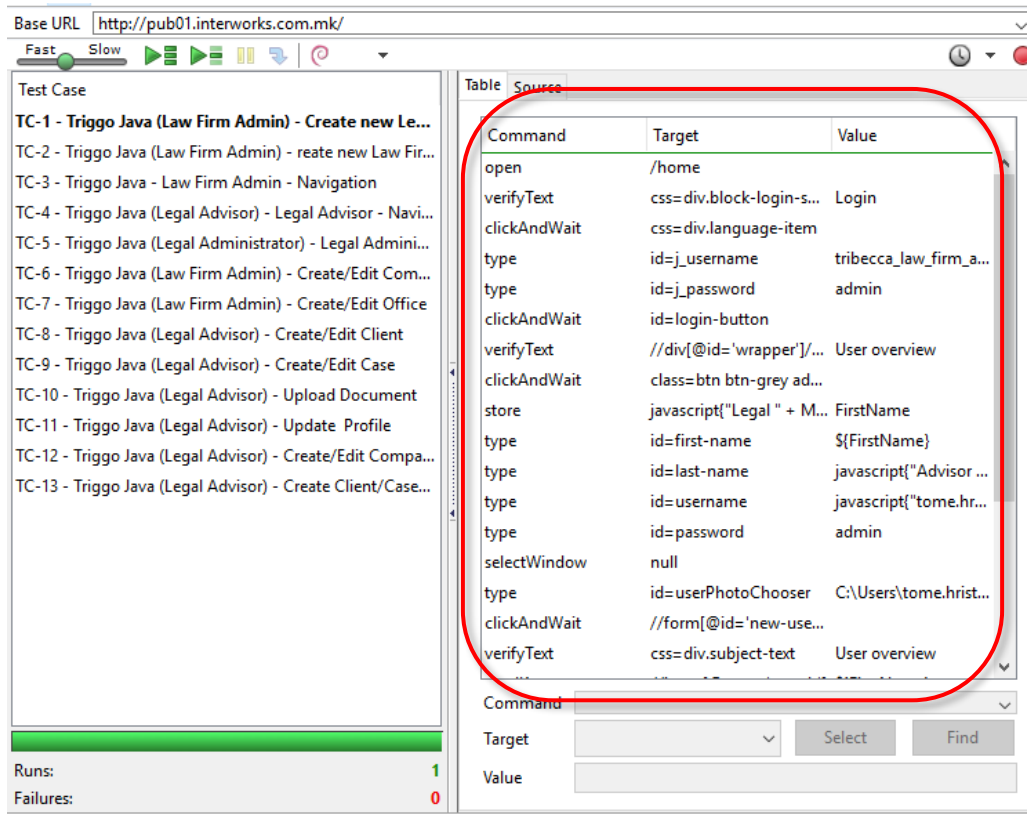 Base URL http://pub01.interworks.com.mk/
Fast Slow
Test Case
TC-1 - Triggo Java (Law Firm Admin) - Create new Le...
TC-2 - Triggo Java (Law Firm Admin) - reate new Law Fir...
TC-3 - Triggo Java - Law Firm Admin - Navigation
TC-4 - Triggo Java (Legal Advisor) - Legal Advisor - Navi...
TC-5 - Triggo Java (Legal Administrator) - Legal Admini...
TC-6 - Triggo Java (Law Firm Admin) - Create/Edit Com...
TC-7 - Triggo Java (Law Firm Admin) - Create/Edit Office
TC-8 - Triggo Java (Legal Advisor) - Create/Edit Client
TC-9 - Triggo Java (Legal Advisor) - Create/Edit Case
TC-10 - Triggo Java (Legal Advisor) - Upload Document
TC-11 - Triggo Java (Legal Advisor) - Update Profile
TC-12 - Triggo Java (Legal Advisor) - Create/Edit Compa...
TC-13 - Triggo Java (Legal Advisor) - Create Client/Case...
Runs: 1
Failures: 0
Table Source
Command Target Value
open /home
verifyText css=div.block-login-s... Login
clickAndWait css=div.language-item
type id=j_username tribecca_law_firm_a...
type id=j_password admin
clickAndWait id=login-button
verifyText //div[@id='wrapper']/... User overview
clickAndWait class=btn btn-grey ad...
store javascript{"Legal " + M... FirstName
type id=first-name ${FirstName}
type id=last-name javascript{"Advisor ...
type id=username javascript{"tome.hr...
type id=password admin
selectWindow null
type id=userPhotoChooser C:\Users\tome.hrist...
clickAndWait //form[@id='new-use...
verifyText css=div.subject-text User overview
Command
Target Select Find
Value